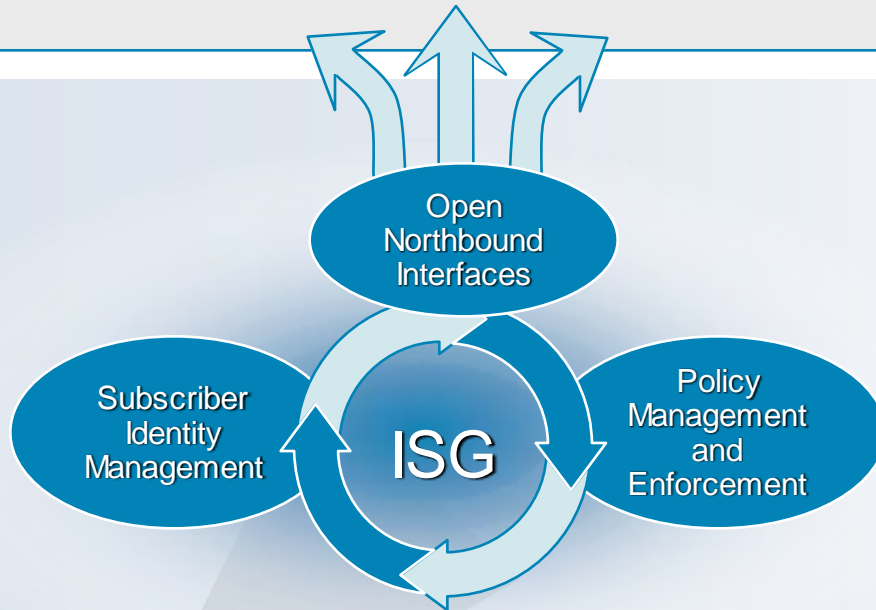 Open
Northbound
Interfaces
Subscriber
Identity
Management
ISG
Policy
Management
and
Enforcement